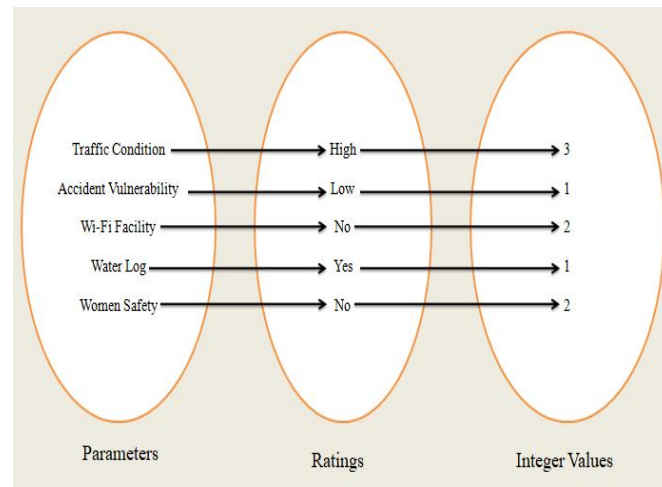 Traffic Condition High 3
Accident Vulnerability Low 1
Wi-Fi Facility No 2
Water Log Yes 1
Women Safety No 2
Parameters Ratings Integer Values